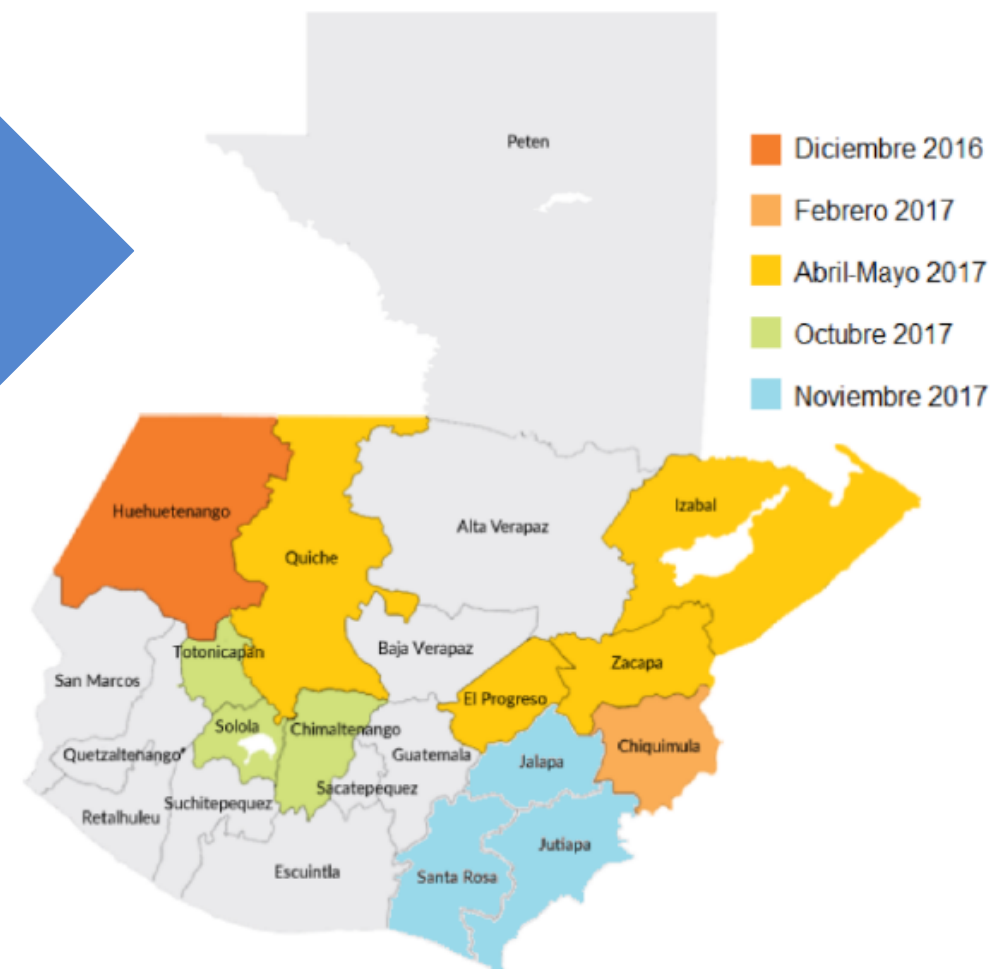 Peten
Diciembre 2016
Febrero 2017
Abril-Mayo 2017
Octubre 2017
Noviembre 2017
Huehuetenango
Quiche
Alta Verapaz
Izabal
Totonicapán
Baja Verapaz
Zacapa
San Marcos
El Progreso
Solola
Chimaltenango
Quetzaltenango
Guatemala
Jalapa
Chiquimula
Sacatepequez
Suchitepequez
Retalhuleu
Jutiapa
Escuintla
Santa Rosa